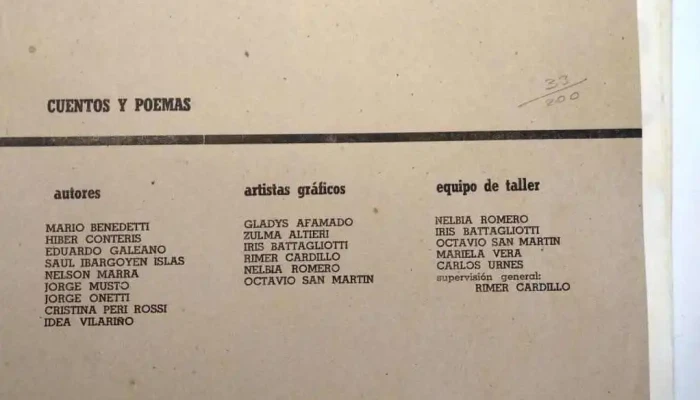 33/200
CUENTOS Y POEMAS
autores
MARIO BENEDETTI
HIBER CONTERIS
EDUARDO GALEANO
SAUL IBARGOYEN ISLAS
NELSON MARRA
JORGE MUSTO
JORGE ONETTI
CRISTINA PERI ROSSI
IDEA VILARIÑO
artistas gráficos
GLADYS AFAMADO
ZULMA ALTIERI
IRIS BATTAGLIOTTI
RIMER CARDILLO
NELBIA ROMERO
OCTAVIO SAN MARTIN
equipo de taller
NELBIA ROMERO
IRIS BATTAGLIOTTI
OCTAVIO SAN MARTIN
MARIELA VERA
CARLOS URNES
supervisión general:
RIMER CARDILLO